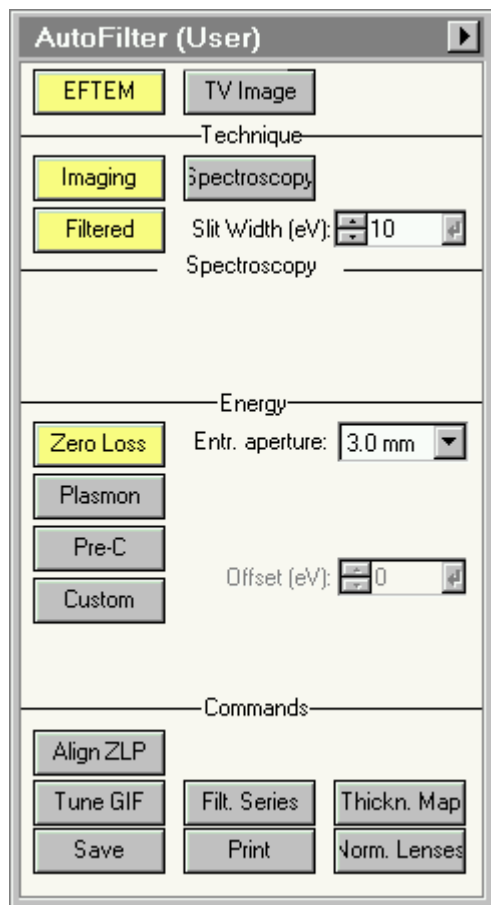 AutoFilter (User)
EFTEM TV Image
Technique
Imaging Spectroscopy
Filtered Slit Width (eV): 10
Spectroscopy
Energy
Zero Loss Entr. aperture: 3.0 mm
Plasmon
Pre-C
Offset (eV): 0
Custom
Commands
Align ZLP
Tune GIF Filt. Series Thickn. Map
Save Print Norm. Lenses